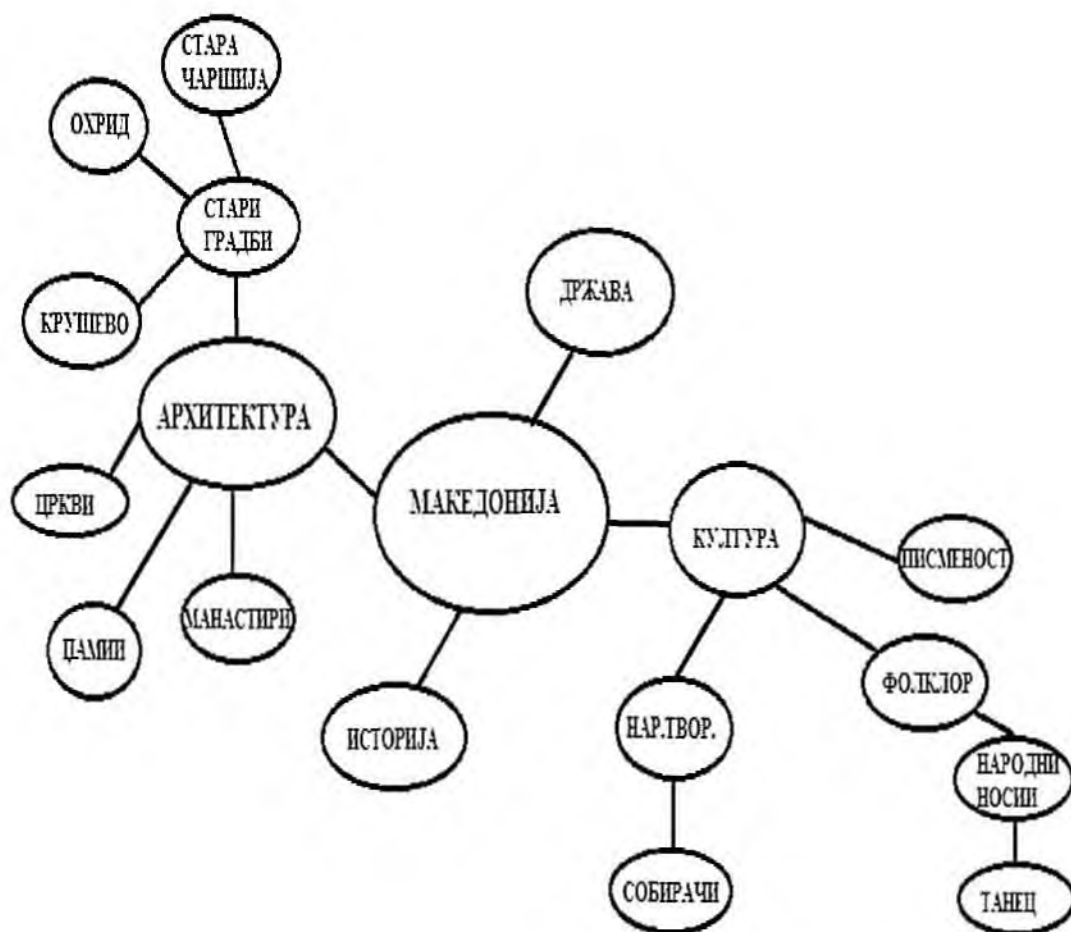 СТАРА
ЧАРШИЈА
ОХРИД
СТАРИ
ГРАДБИ
КРУШЕВО
ДРЖАВА
АРХИТЕКТУРА
МАКЕДОНИЈА
ЦРКВИ
КУЛТУРА
ПИСМЕНОСТ
МАНАСТИРИ
ЏАМИИ
ФОЛКЛОР
ИСТОРИЈА
НАР.ТВОР.
НАРОДНИ
НОСИИ
СОБИРАЧИ
ТАНЕЦ